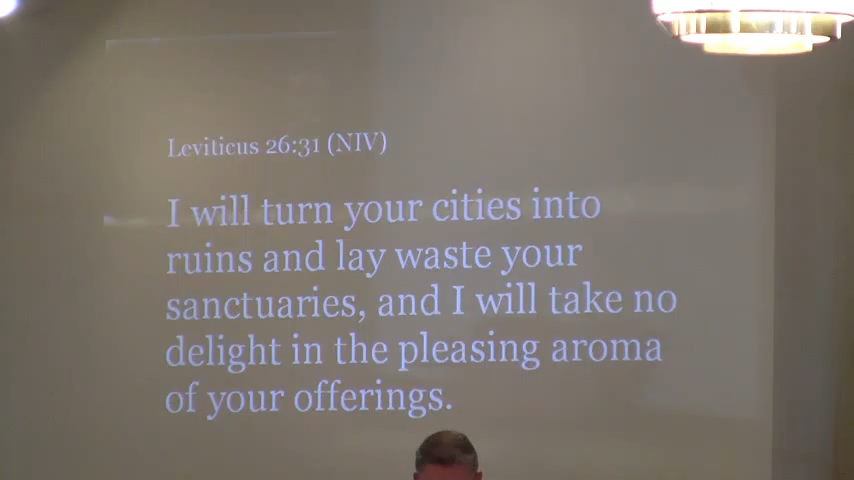 Leviticus 26:31 (NIV)
I will turn your cities into
ruins and lay waste your
sanctuaries, and I will take no
delight in the pleasing aroma
of your offerings.